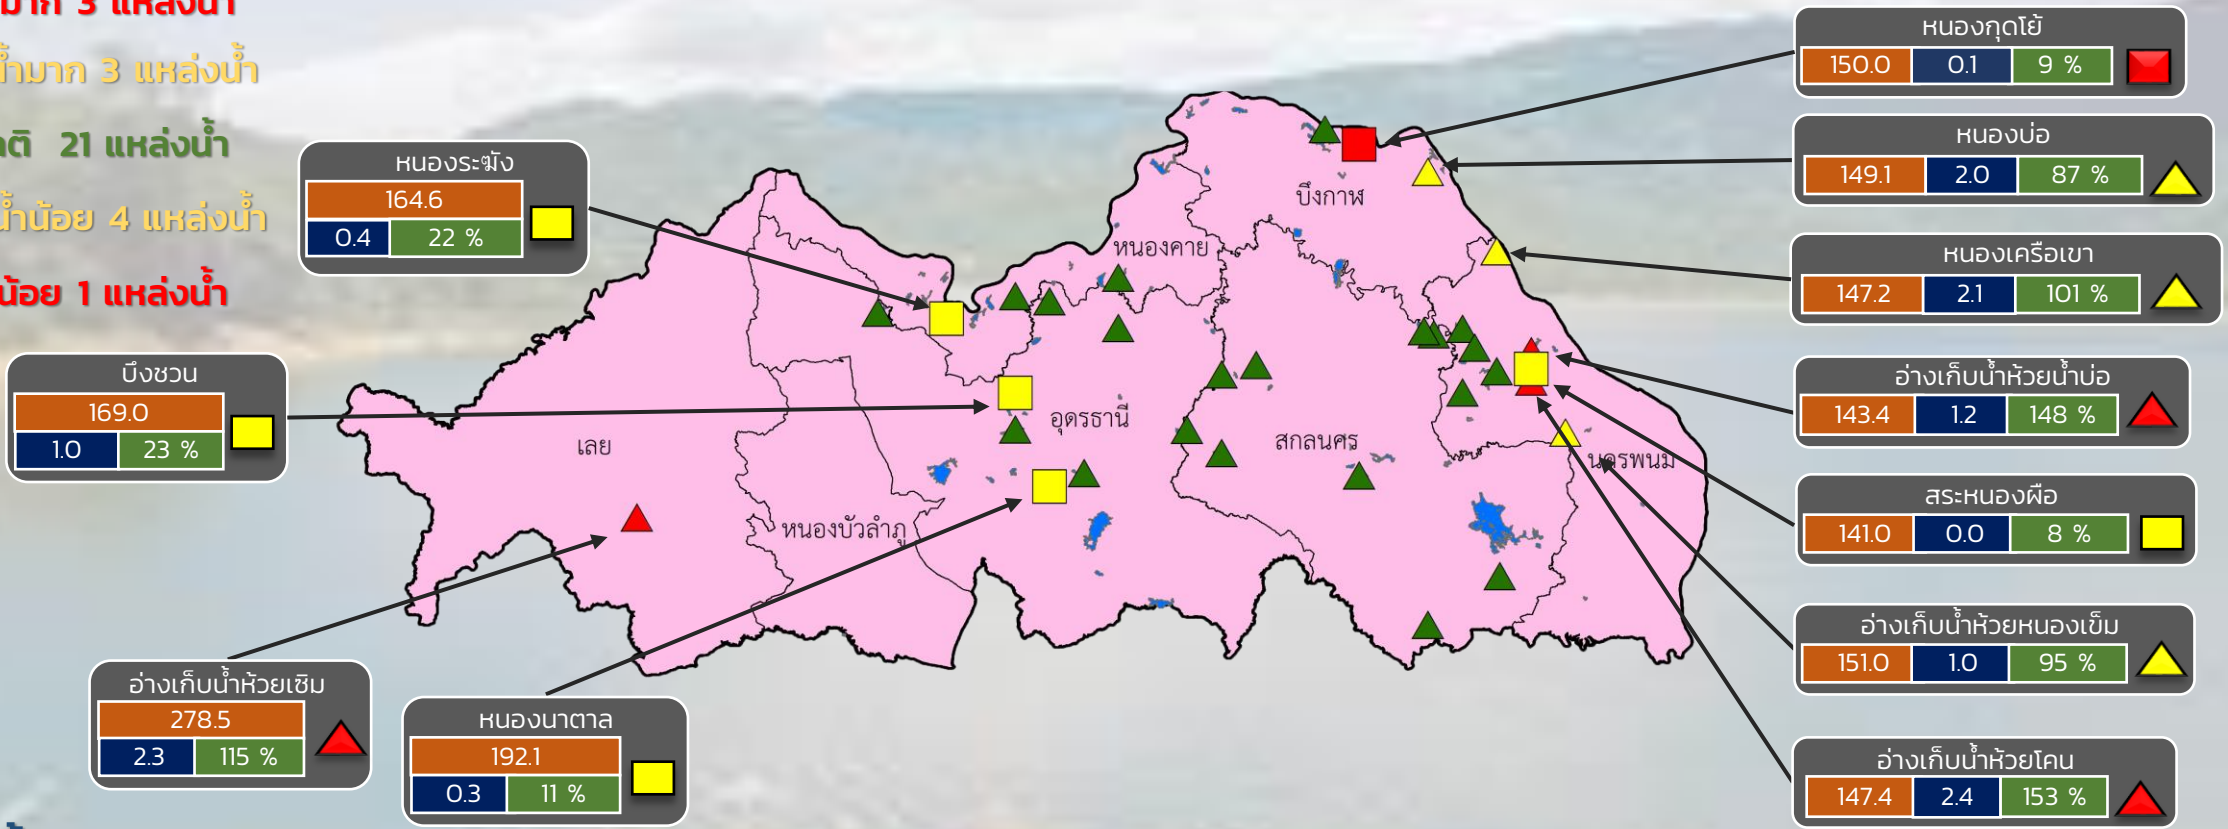 มาก 3 แหล่งน้ำ
น้ำมาก 3 แหล่งน้ำ
21 แหล่งน้ำ
น้ำน้อย 4 แหล่งน้ำ
น้อย 1 แหล่งน้ำ
หนองระฆัง
164.6
0.4 22 %
บึงชวน
169.0
1.0 23 %
อ่างเก็บน้ำห้วยเซิม
278.5
2.3 115 %
หนองนาตาล
192.1
0.3 11 %
บึงกาฬ
หนองคาย
อุดรธานี
เลย
สกลนคร
นครพนม
หนองบัวลำภู
หนองกุดโย้
150.0 0.1 9 %
หนองบ่อ
149.1 2.0 87 %
หนองเครือเขา
147.2 2.1 101 %
อ่างเก็บน้ำห้วยน้ำบ่อ
143.4 1.2 148 %
สระหนองผือ
141.0 0.0 8 %
อ่างเก็บน้ำห้วยหนองเข็ม
151.0 1.0 95 %
อ่างเก็บน้ำห้วยโคน
147.4 2.4 153 %